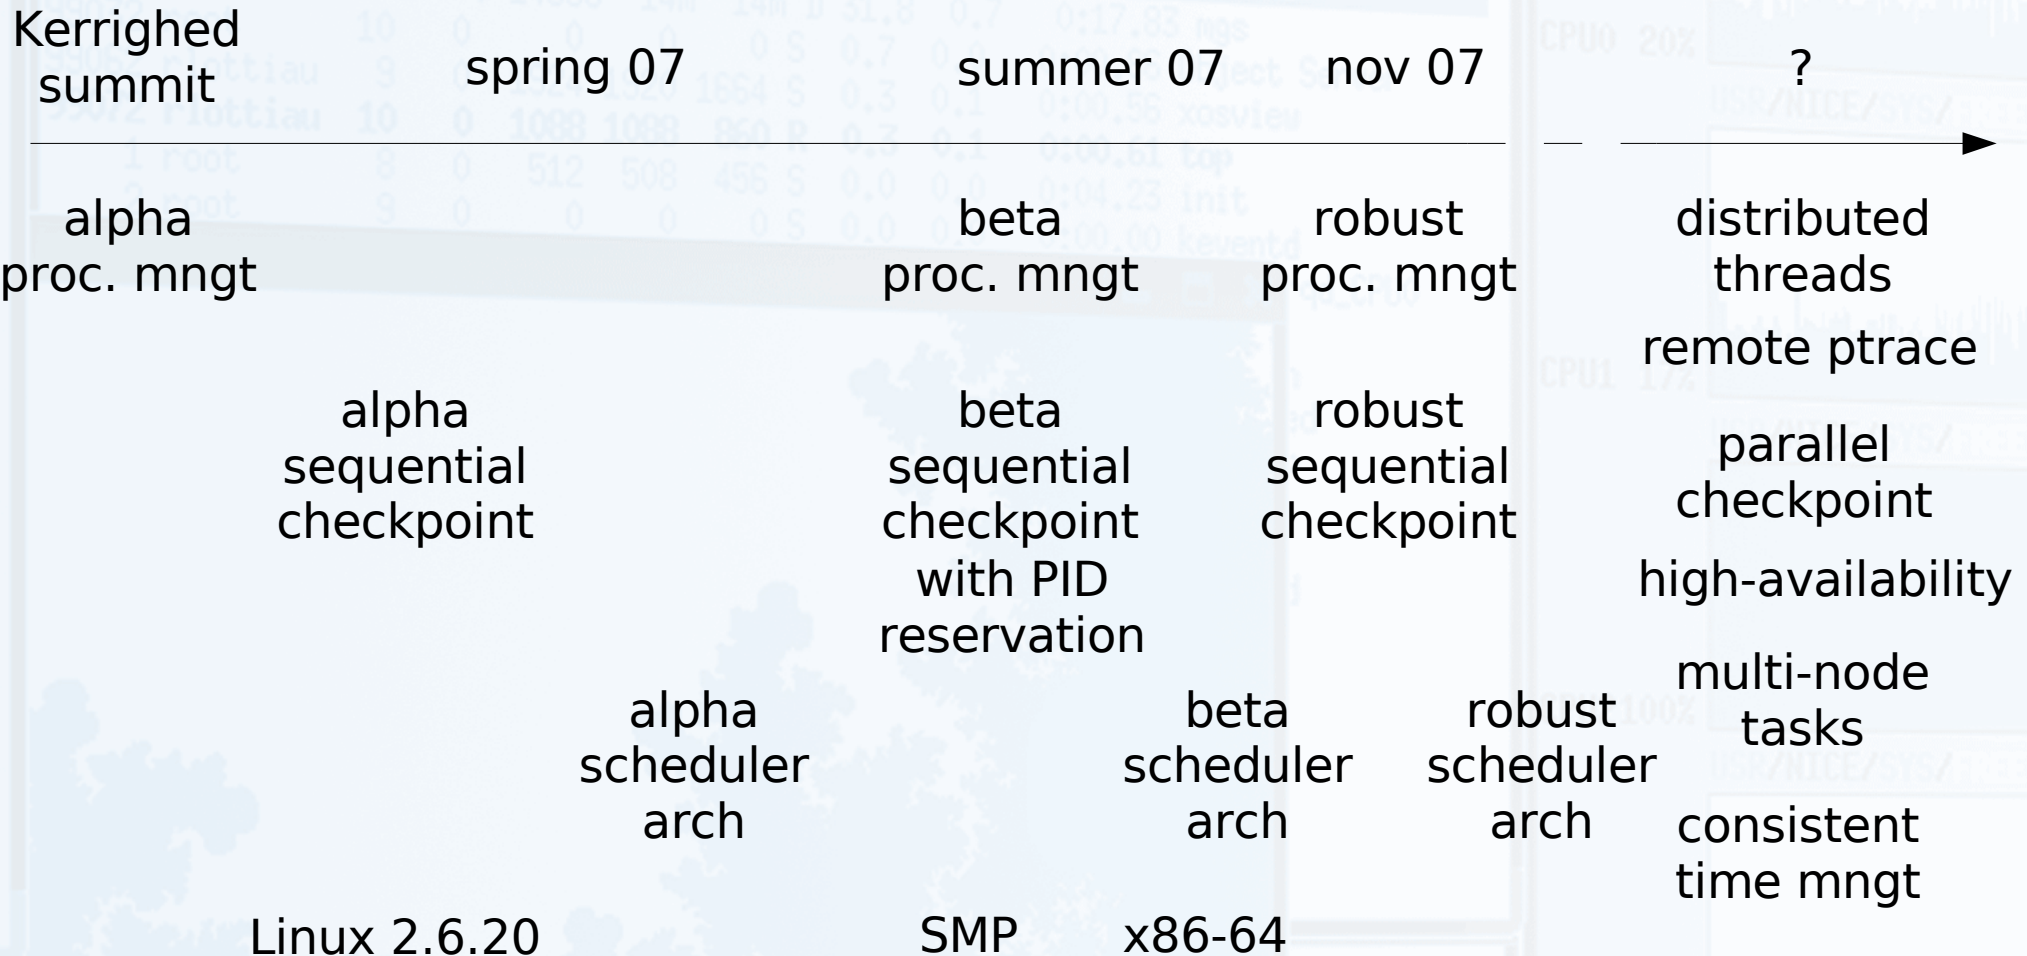 Kerrighed
summit
spring 07
summer 07
nov 07
?
alpha
proc. mngt
beta
proc. mngt
robust
proc. mngt
distributed
threads
remote ptrace
alpha
sequential
checkpoint
beta
sequential
checkpoint
with PID
reservation
robust
sequential
checkpoint
parallel
checkpoint
high-availability
multi-node
tasks
alpha
scheduler
arch
beta
scheduler
arch
robust
scheduler
arch
consistent
time mngt
Linux 2.6.20
SMP
x86-64